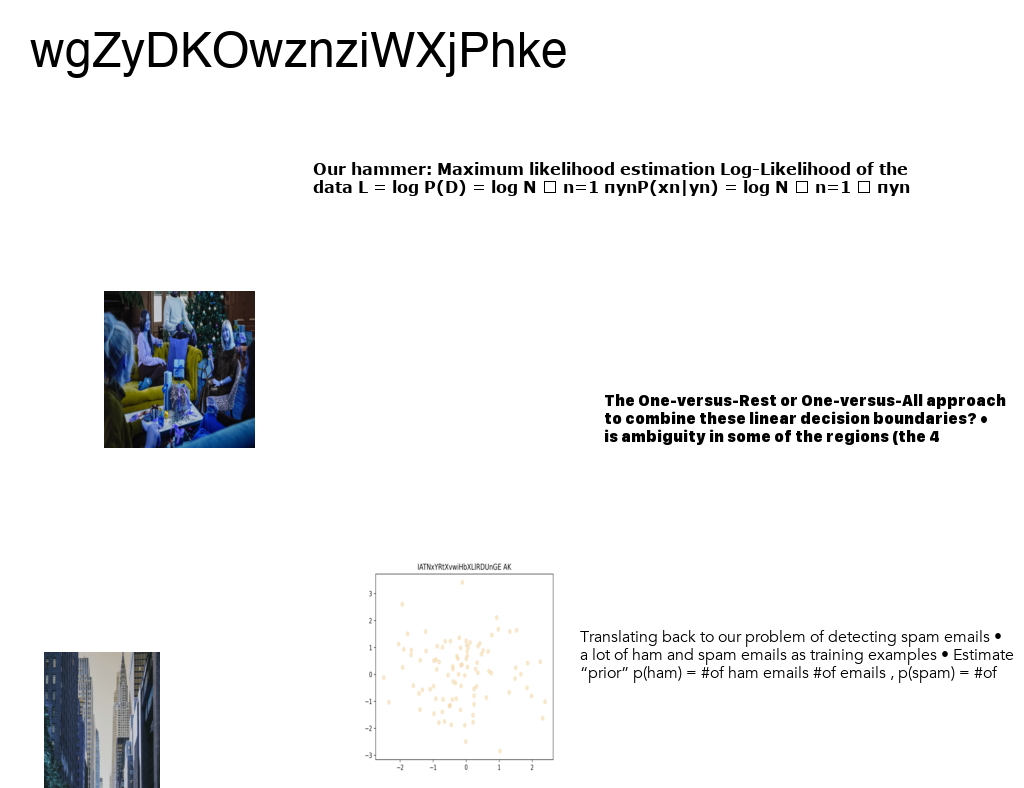 wgZyDKOwznziWXjPhke
Our hammer: Maximum likelihood estimation Log-Likelihood of the
data L = log P(D) = log N □ n=1 πynP(xn|yn) = log N □ n=1 □ πyn
The One-versus-Rest or One-versus-All approach
to combine these linear decision boundaries? •
is ambiguity in some of the regions (the 4
3
2
1
0
−1
−2
−3
−2 −1 0 1 2
Translating back to our problem of detecting spam emails •
a lot of ham and spam emails as training examples • Estimate
“prior” p(ham) = #of ham emails #of emails , p(spam) = #of